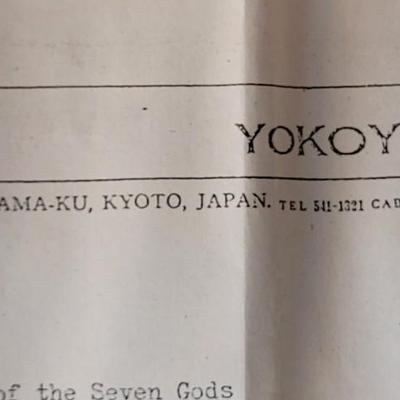 YOKOY
AMA-KU, KYOTO, JAPAN. TEL 541-1321 CAB
of the Seven Gods